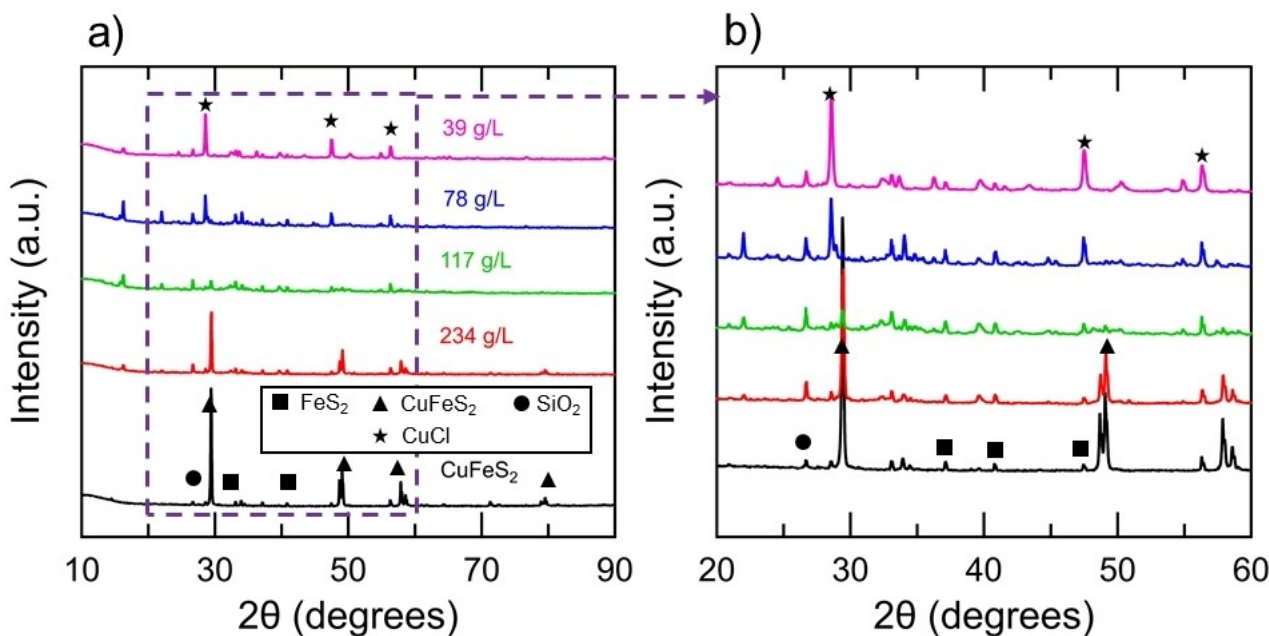 a)
39 g/L
78 g/L
117 g/L
234 g/L
FeS₂ CuFeS₂ SiO₂
CuCl
CuFeS₂
Intensity (a.u.)
10 30 50 70 90
2θ (degrees)
b)
Intensity (a.u.)
20 30 40 50 60
2θ (degrees)